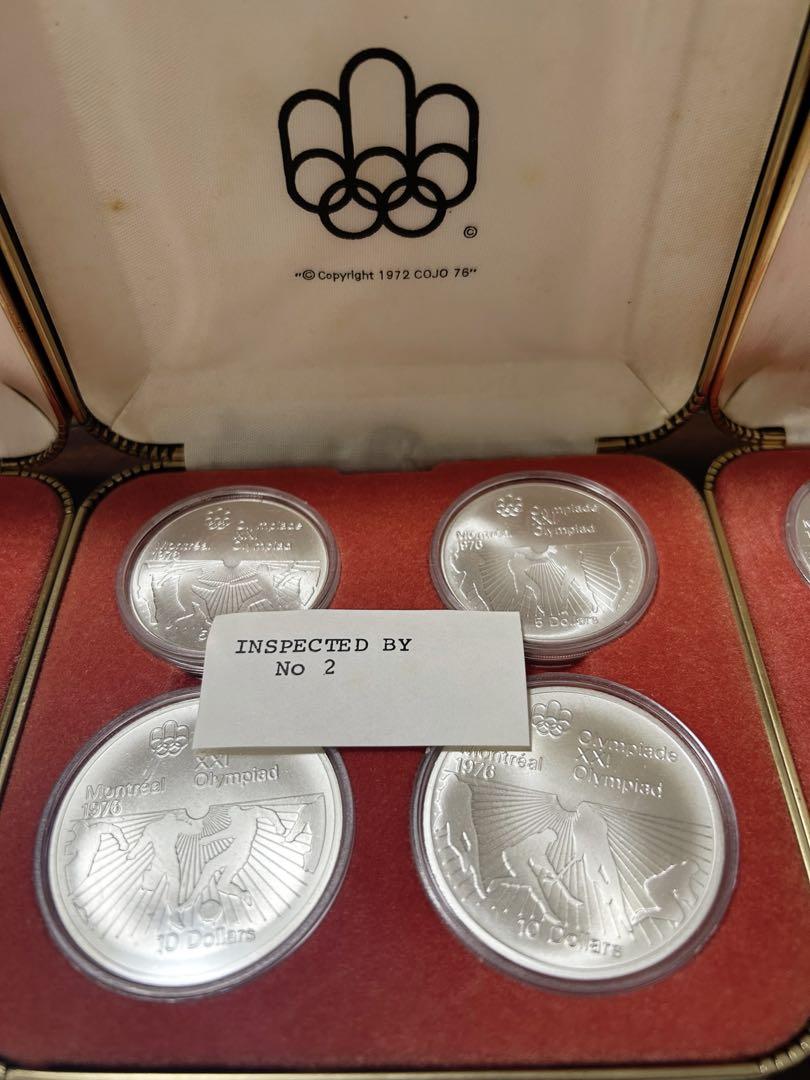 ©
"© Copyright 1972 COJO 76"
Olympiade
XXI
Olympiad
Montréal
1976
5
Olympiade
XXI
Olympiad
Montréal
1976
5 Dollars
INSPECTED BY
No 2
XXI
Olympiad
Montréal
1976
10 Dollars
Olympiade
XXI
Olympiad
Montréal
1976
10 Dollars